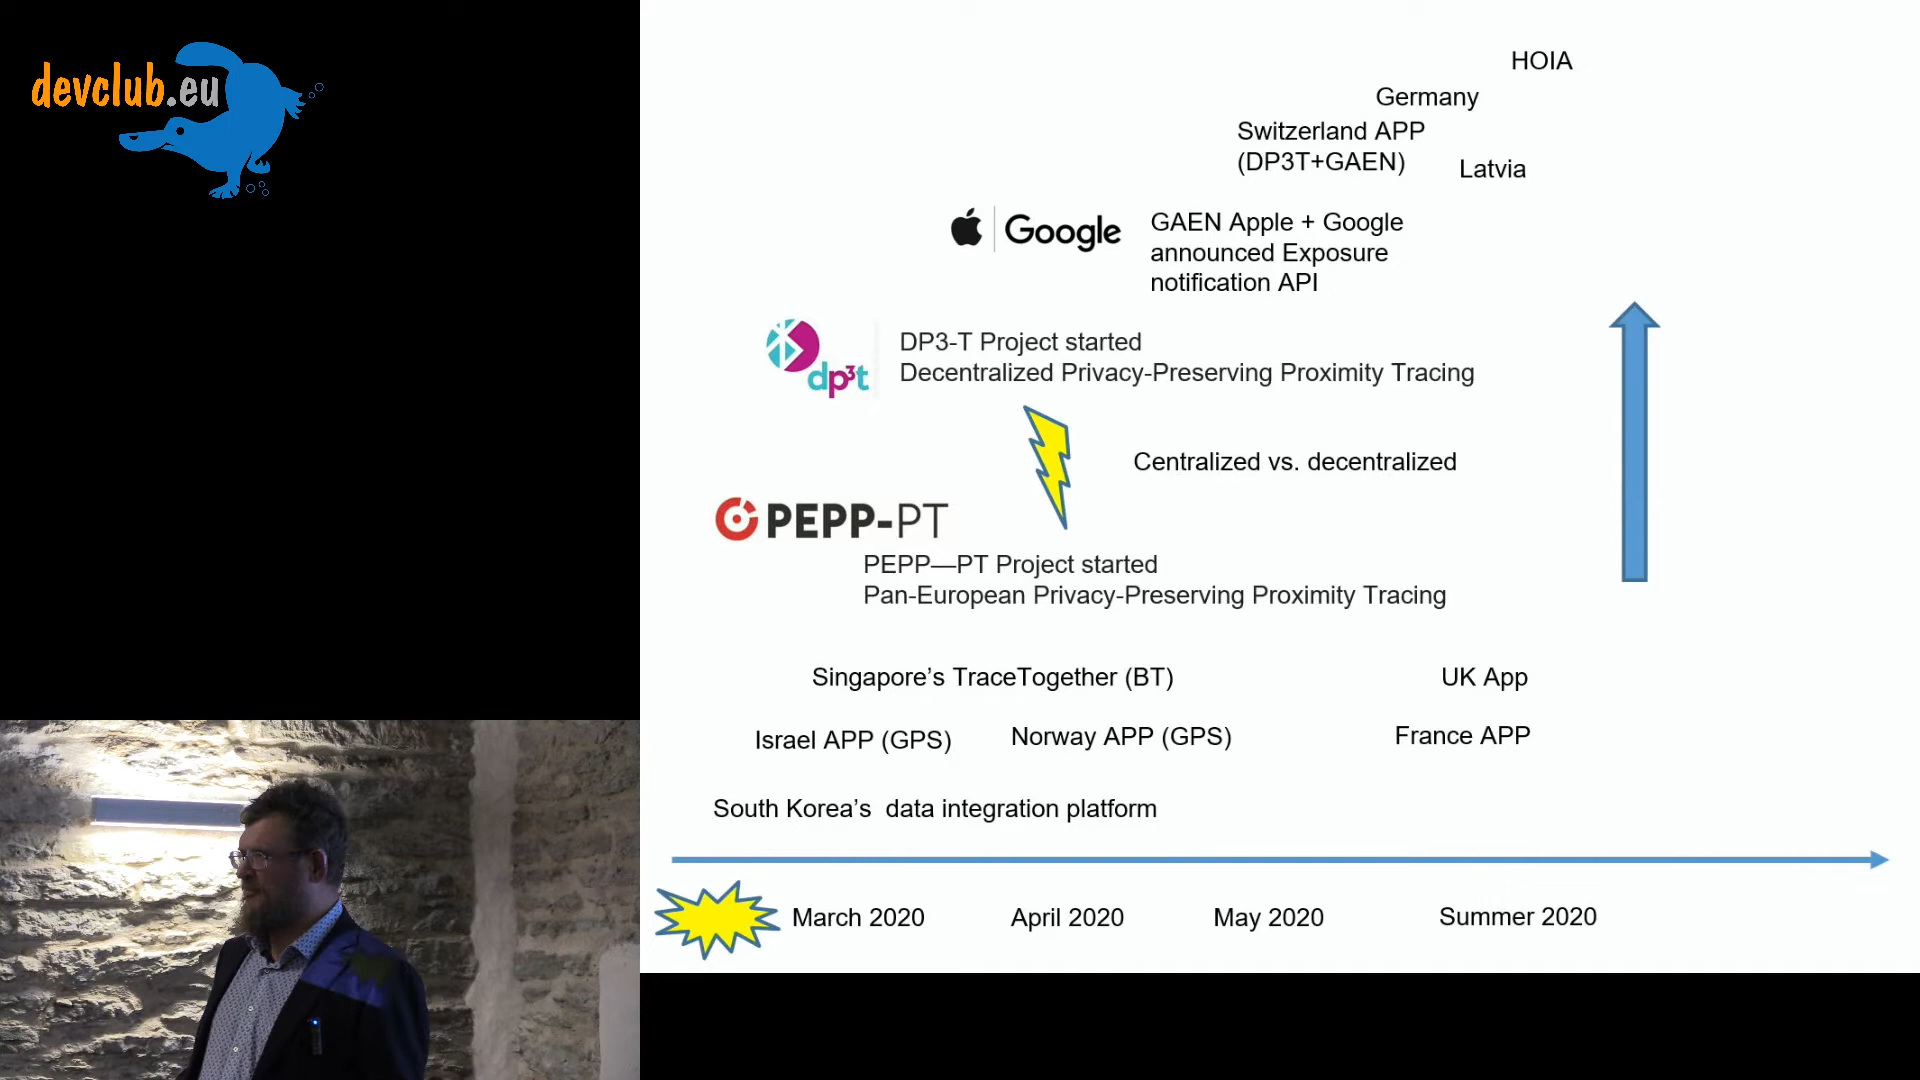 devclub.eu
HOIA
Germany
Switzerland APP
(DP3T+GAEN)
Latvia
Google
GAEN Apple + Google
announced Exposure
notification API
dp3t
DP3-T Project started
Decentralized Privacy-Preserving Proximity Tracing
Centralized vs. decentralized
PEPP-PT
PEPP—PT Project started
Pan-European Privacy-Preserving Proximity Tracing
Singapore’s TraceTogether (BT)
UK App
Israel APP (GPS)
Norway APP (GPS)
France APP
South Korea’s  data integration platform
March 2020
April 2020
May 2020
Summer 2020